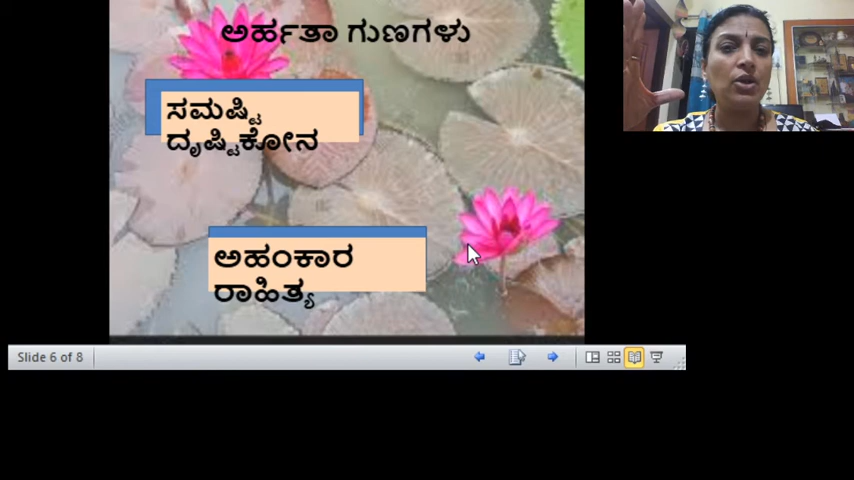 ಅರ್ಹತಾ ಗುಣಗಳು
ಸಮಷ್ಟಿ
ದೃಷ್ಟಿಕೋನ
ಅಹಂಕಾರ
ರಾಹಿತ್ಯ
Slide 6 of 8